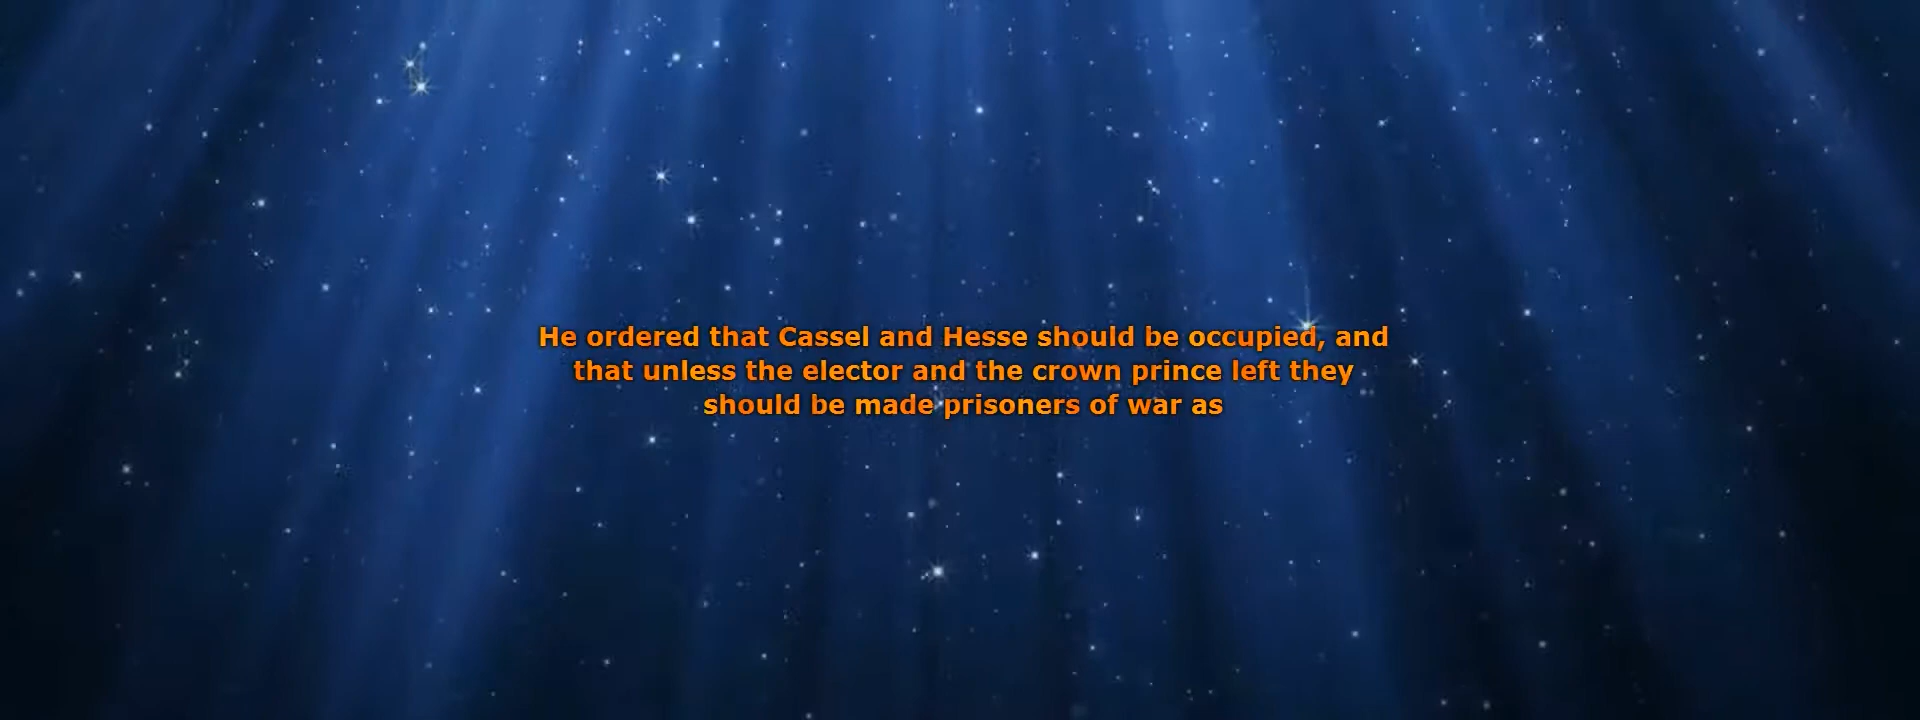 He ordered that Cassel and Hesse should be occupied, and
that unless the elector and the crown prince left they
should be made prisoners of war as